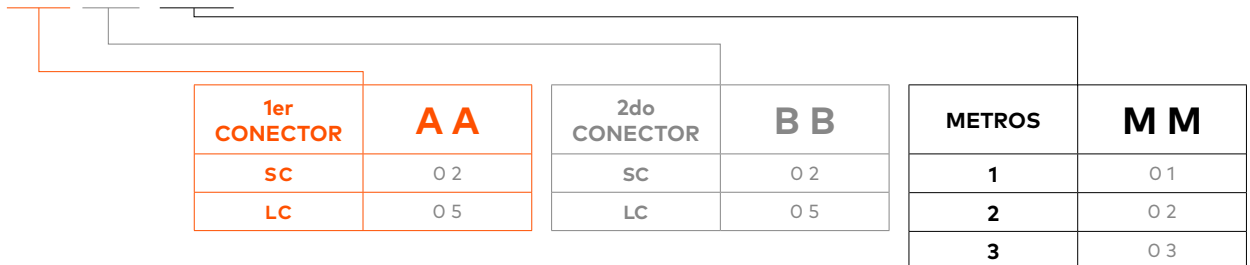 1er CONECTOR A A 2do CONECTOR B B METROS M M
SC 0 2 SC 0 2 1 0 1
LC 0 5 LC 0 5 2 0 2
3 0 3